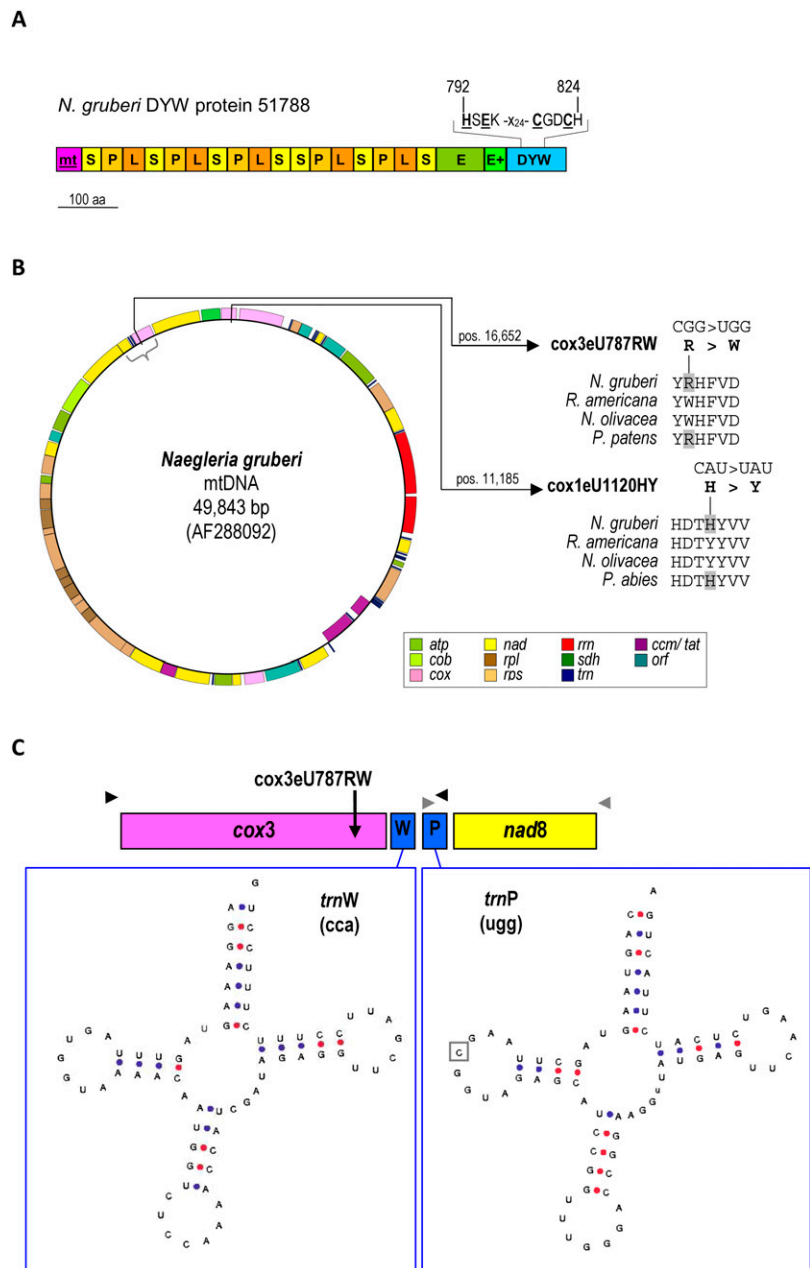 A
792 824
N. gruberi DYW protein 51788
HSEK -x24- CGDCH
mt S P L S P L S P L S S P L S P L S E E+ DYW
100 aa
B
CGG>UGG
pos. 16,652 cox3eU787RW R > W
N. gruberi YRHFVD
R. americana YWHFVD
N. olivacea YWHFVD
P. patens YRHFVD
Naegleria gruberi
mtDNA
49,843 bp
(AF288092)
CAU>UAU
pos. 11,185 cox1eU1120HY H > Y
N. gruberi HDTHYVV
R. americana HDTYYVV
N. olivacea HDTYYVV
P. abies HDTHYVV
atp nad rrn ccm/ tat
cob rpl sdh orf
cox rps trn
C
cox3eU787RW
cox3 W P nad8
trnW
(cca)
trnP
(ugg)